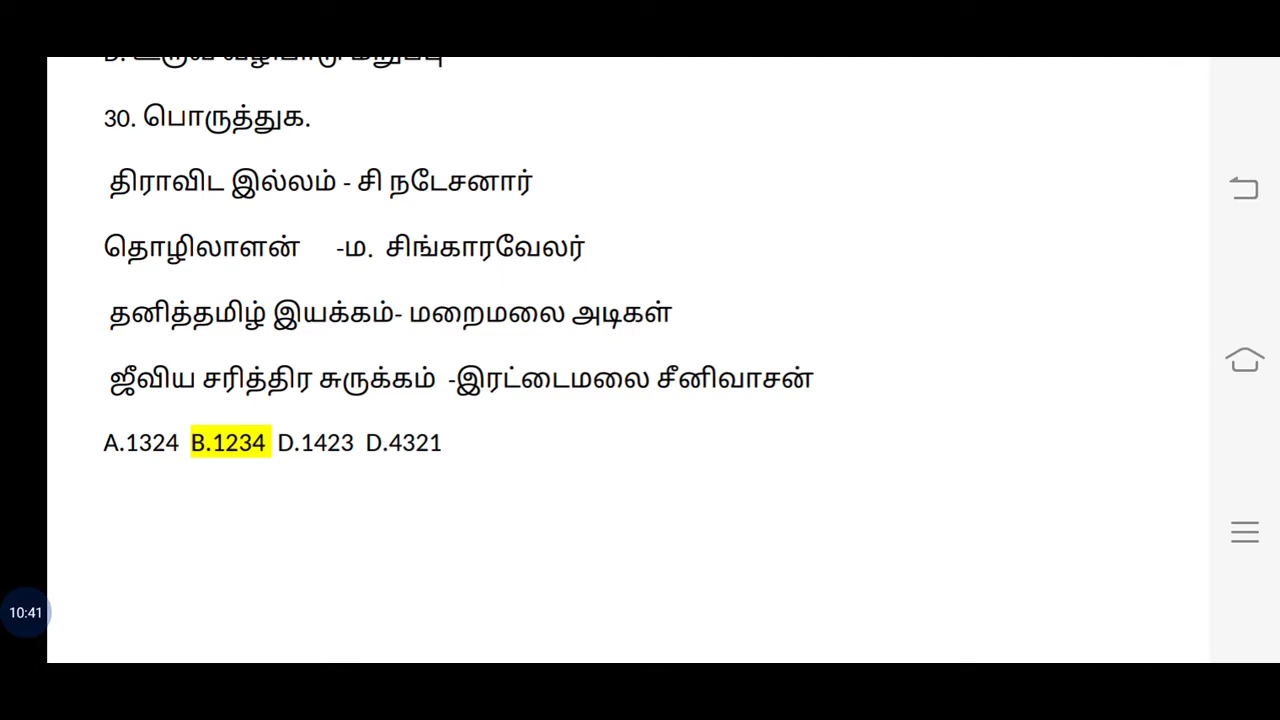 30. பொருத்துக.
திராவிட இல்லம் - சி நடேசனார்
தொழிலாளன் -ம. சிங்காரவேலர்
தனித்தமிழ் இயக்கம்- மறைமலை அடிகள்
ஜீவிய சரித்திர சுருக்கம் -இரட்டைமலை சீனிவாசன்
A.1324 B.1234 D.1423 D.4321
10:41